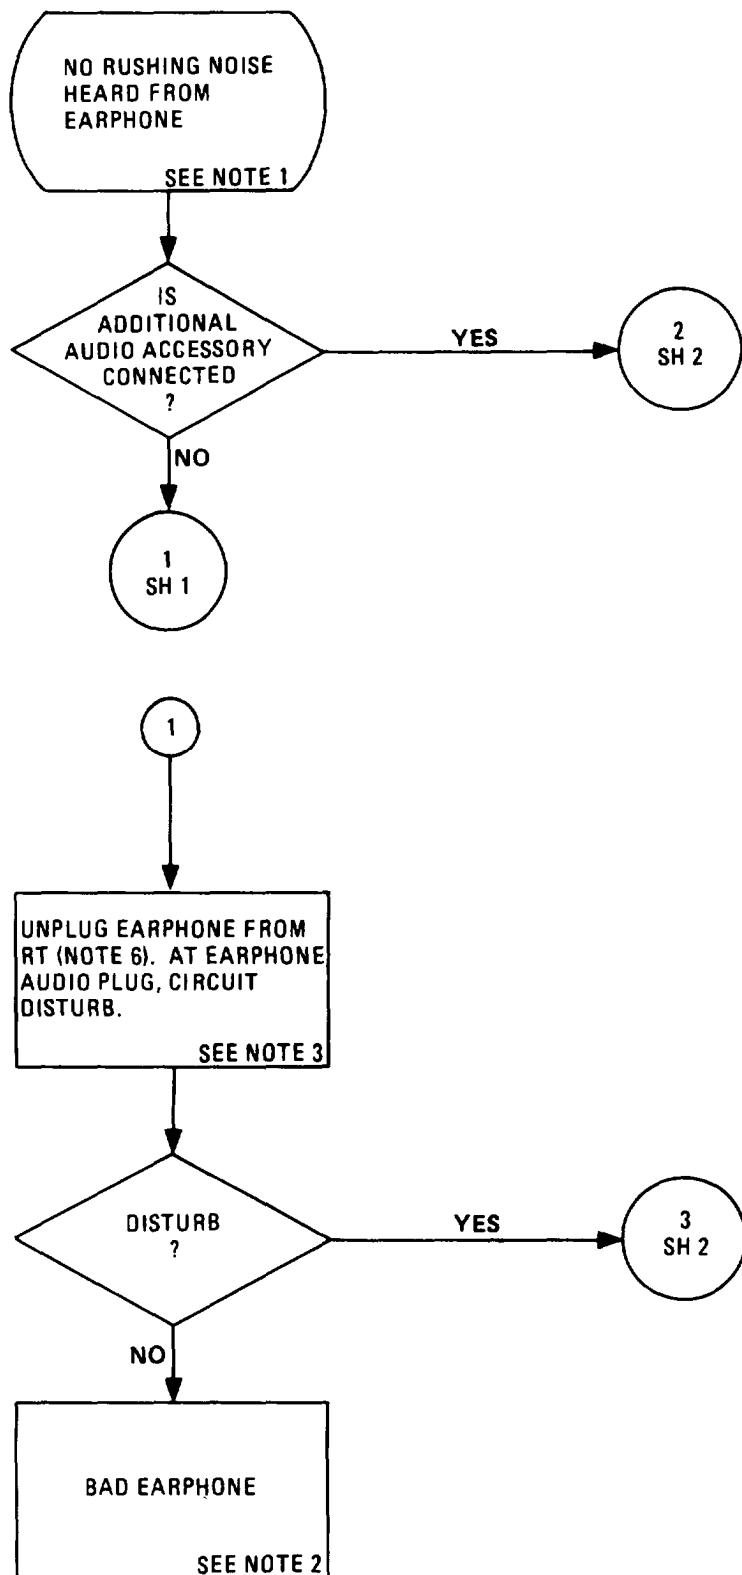 NO RUSHING NOISE
HEARD FROM
EARPHONE
SEE NOTE 1
IS
ADDITIONAL
AUDIO ACCESSORY
CONNECTED
?
YES
2
SH 2
NO
1
SH 1
1
UNPLUG EARPHONE FROM
RT (NOTE 6). AT EARPHONE
AUDIO PLUG, CIRCUIT
DISTURB.
SEE NOTE 3
DISTURB
?
YES
3
SH 2
NO
BAD EARPHONE
SEE NOTE 2